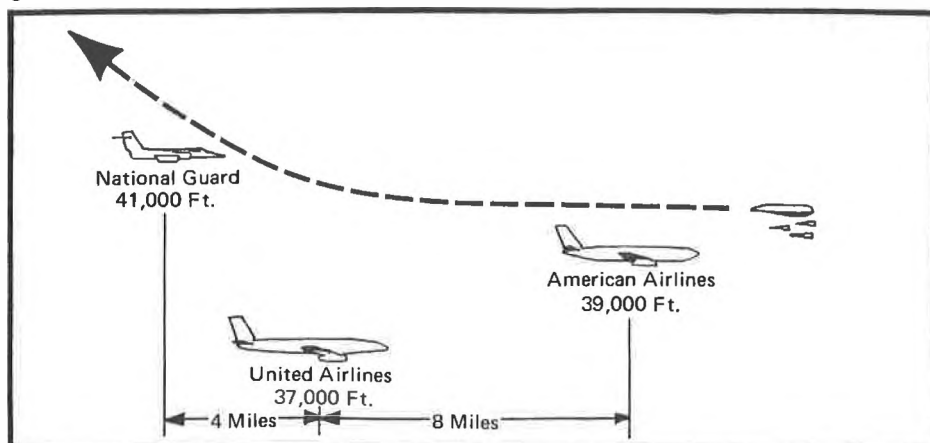 National Guard
41,000 Ft.
American Airlines
39,000 Ft.
United Airlines
37,000 Ft.
4 Miles
8 Miles